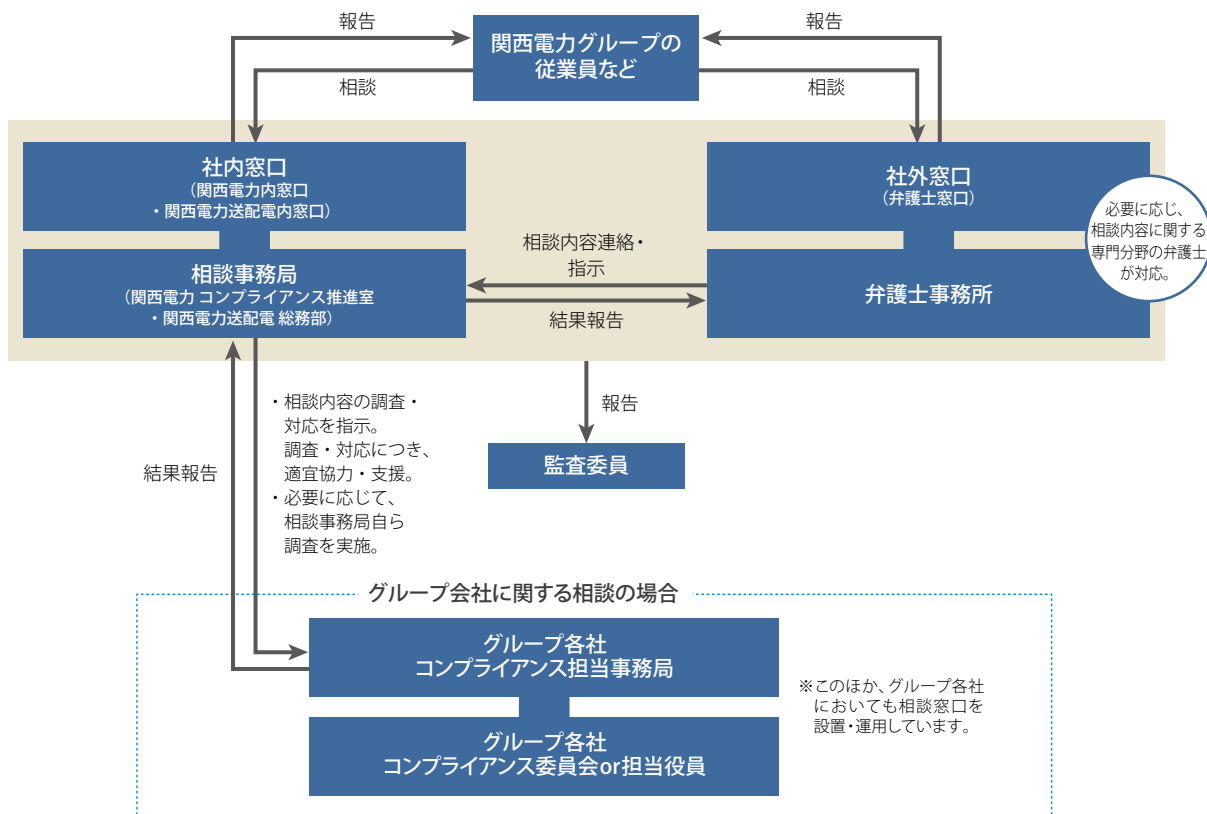 報告
関西電力グループの
従業員など
報告
相談
相談
社内窓口
（関西電力内窓口
・関西電力送配電内窓口）
社外窓口
（弁護士窓口）
必要に応じ、
相談内容に関する
専門分野の弁護士
が対応。
相談事務局
（関西電力 コンプライアンス推進室
・関西電力送配電 総務部）
相談内容連絡・
指示
結果報告
弁護士事務所
・相談内容の調査・
対応を指示。
調査・対応につき、
適宜協力・支援。
・必要に応じて、
相談事務局自ら
調査を実施。
結果報告
報告
監査委員
グループ会社に関する相談の場合
グループ各社
コンプライアンス担当事務局
グループ各社
コンプライアンス委員会or担当役員
※このほか、グループ各社
においても相談窓口を
設置・運用しています。